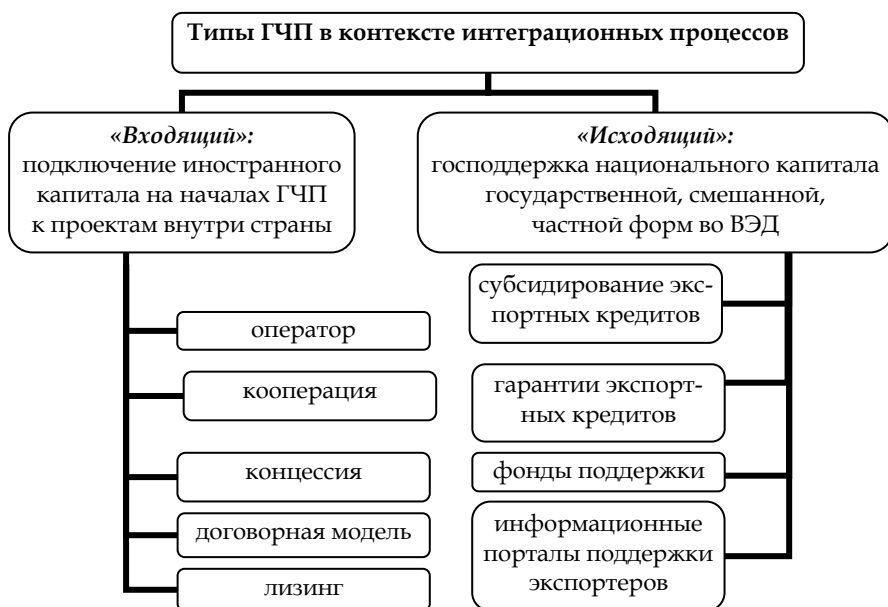 Типы ГЧП в контексте интеграционных процессов
«Входящий»:
подключение иностранного
капитала на началах ГЧП
к проектам внутри страны
оператор
кооперация
концессия
договорная модель
лизинг
«Исходящий»:
господдержка национального капитала
государственной, смешанной,
частной форм во ВЭД
субсидирование экс-
портных кредитов
гарантии экспорт-
ных кредитов
фонды поддержки
информационные
порталы поддержки
экспортеров